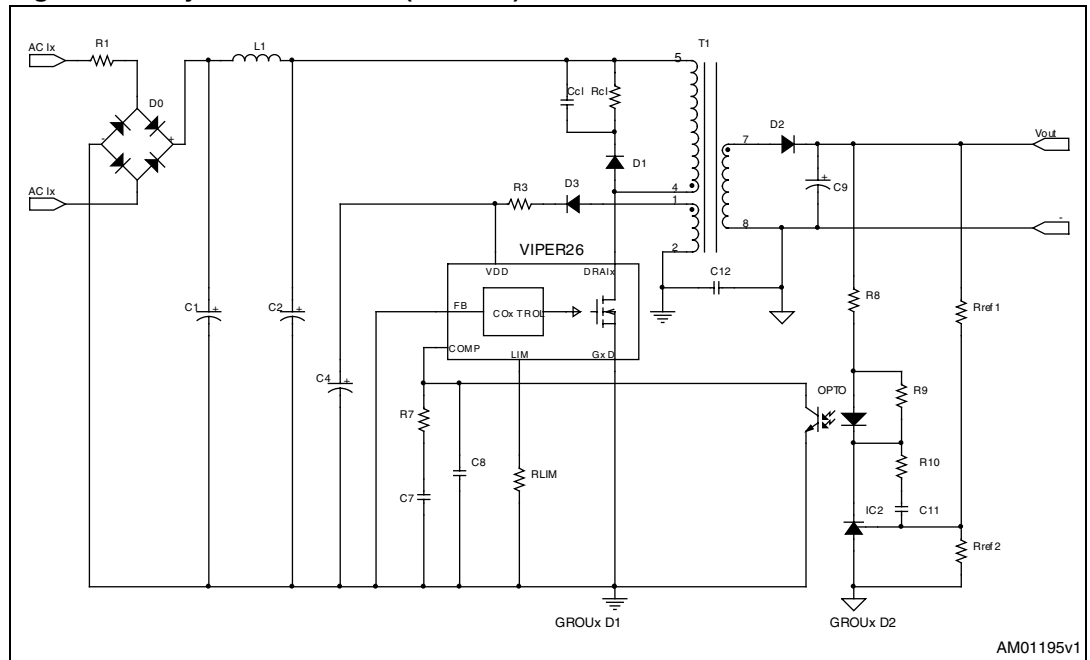 AC Ix
R1
L1
T1
5
D0
Ccl
Rcl
-
+
D2
7
Vout
D1
+
C9
AC Ix
R3
D3
4
1
8
-
2
VIPER26
C12
VDD
DRAIx
R8
Rref1
C1
+
C2
+
FB
COx TROL
COMP
LIM
GxD
C4
+
OPTO
R9
R7
R10
C8
RLIM
C7
IC2
C11
Rref2
GROUx D1
GROUx D2
AM01195v1